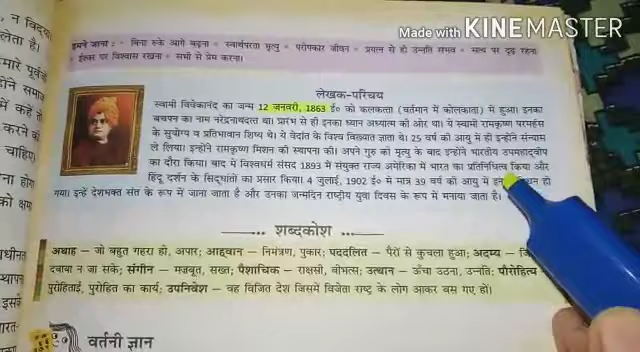 Made with KINEMASTER
हमने जाना : • बिना रुके आगे बढ़ना • स्वार्थपरता मृत्यु • परोपकार जीवन • प्रयत्न से ही उन्नति संभव • सत्य पर दृढ़ रहना
• ईश्वर पर विश्वास रखना • सभी से प्रेम करना।
लेखक-परिचय
स्वामी विवेकानंद का जन्म 12 जनवरी, 1863 ई० को कलकत्ता (वर्तमान में कोलकाता) में हुआ। इनका
बचपन का नाम नरेंद्रनाथदत्त था। प्रारंभ से ही इनका ध्यान अध्यात्म की ओर था। ये स्वामी रामकृष्ण परमहंस
के सुयोग्य व प्रतिभावान शिष्य थे। ये वेदांत के विश्व विख्यात ज्ञाता थे। 25 वर्ष की आयु में ही इन्होंने संन्यास
ले लिया। इन्होंने रामकृष्ण मिशन की स्थापना की। अपने गुरु की मृत्यु के बाद इन्होंने भारतीय उपमहाद्वीप
का दौरा किया। बाद में विश्वधर्म संसद 1893 में संयुक्त राज्य अमेरिका में भारत का प्रतिनिधित्व किया और
हिंदू दर्शन के सिद्धांतों का प्रसार किया। 4 जुलाई, 1902 ई० में मात्र 39 वर्ष की आयु में हो
गया। इन्हें देशभक्त संत के रूप में जाना जाता है और उनका जन्मदिन राष्ट्रीय युवा दिवस के रूप में मनाया जाता है।
शब्दकोश
अथाह – जो बहुत गहरा हो, अपार; आह्वान – निमंत्रण, पुकार; पददलित – पैरों से कुचला हुआ; अदम्य –
दबाया न जा सके; संगीन – मजबूत, सख्त; पैशाचिक – राक्षसी, बीभत्स; उत्थान – ऊँचा उठना, उन्नति; पौरोहित्य
पुरोहिताई, पुरोहित का कार्य; उपनिवेश – वह विजित देश जिसमें विजेता राष्ट्र के लोग आकर बस गए हों।
वर्तनी ज्ञान